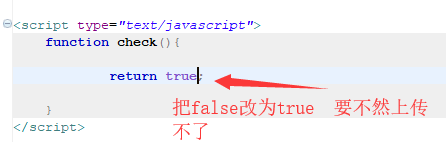 <script type="text/javascript">
function check(){
return true;
把false改为true 要不然上传
不了
}
</script>